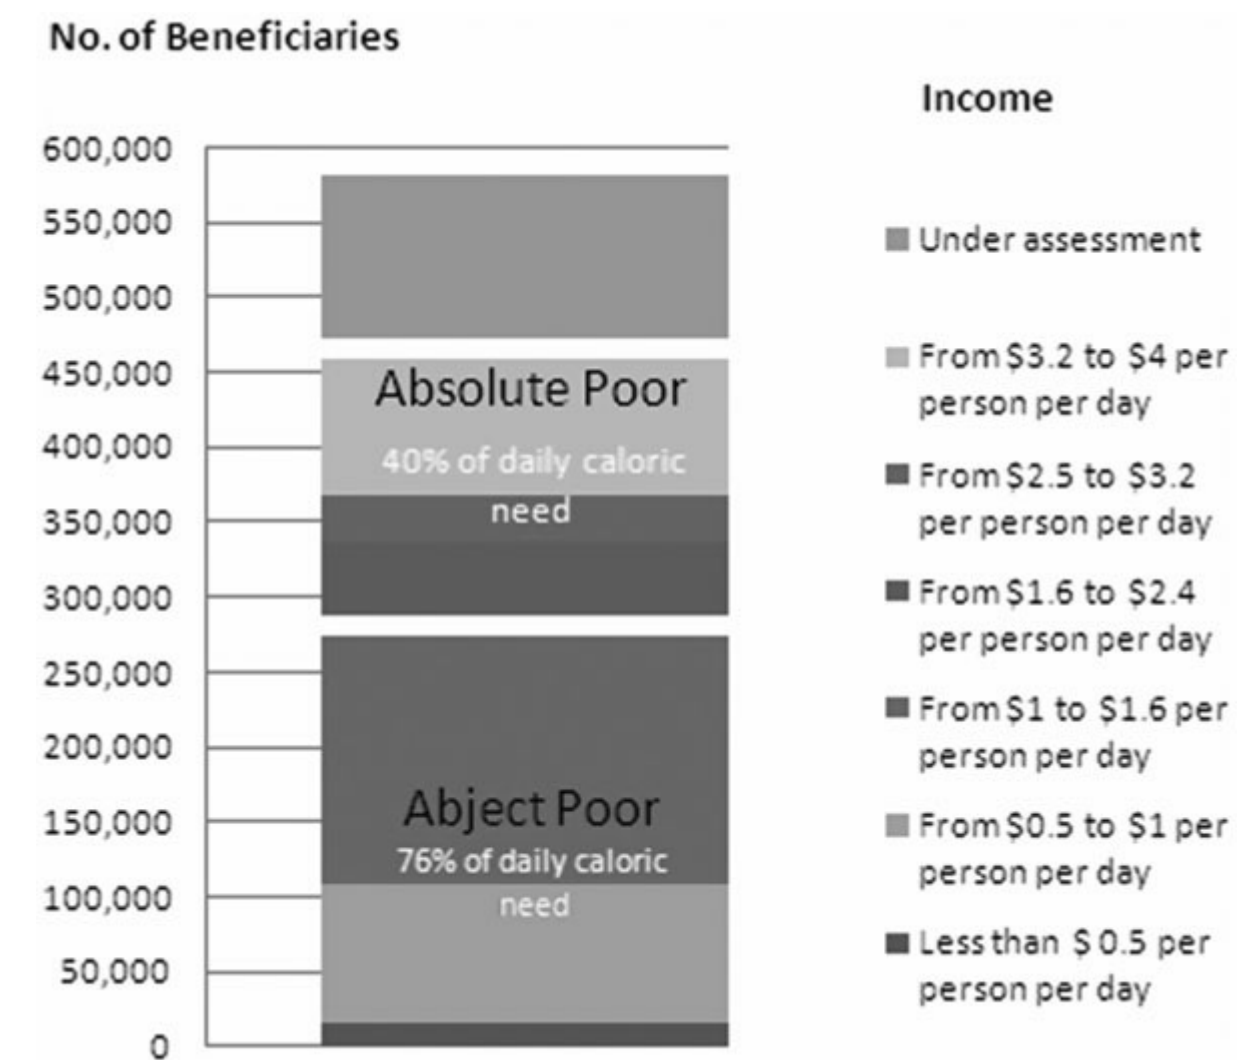 No. of Beneficiaries
Income
600,000
550,000
500,000
450,000
400,000
350,000
300,000
250,000
200,000
150,000
100,000
50,000
0
Absolute Poor
40% of daily caloric
need
Abject Poor
76% of daily caloric
need
Under assessment
From $3.2 to $4 per
person per day
From $2.5 to $3.2
per person per day
From $1.6 to $2.4
per person per day
From $1 to $1.6 per
person per day
From $0.5 to $1 per
person per day
Less than $ 0.5 per
person per day